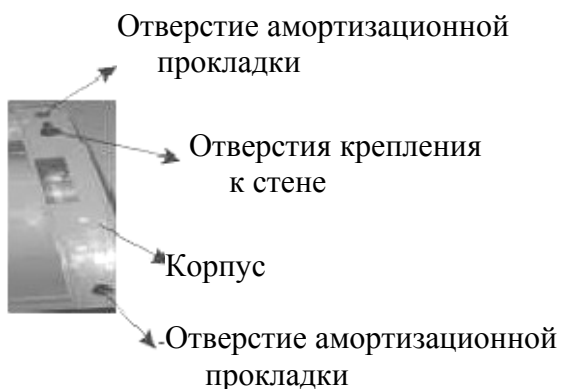 Отверстие амортизационной
прокладки
Отверстия крепления
к стене
Корпус
-Отверстие амортизационной
прокладки